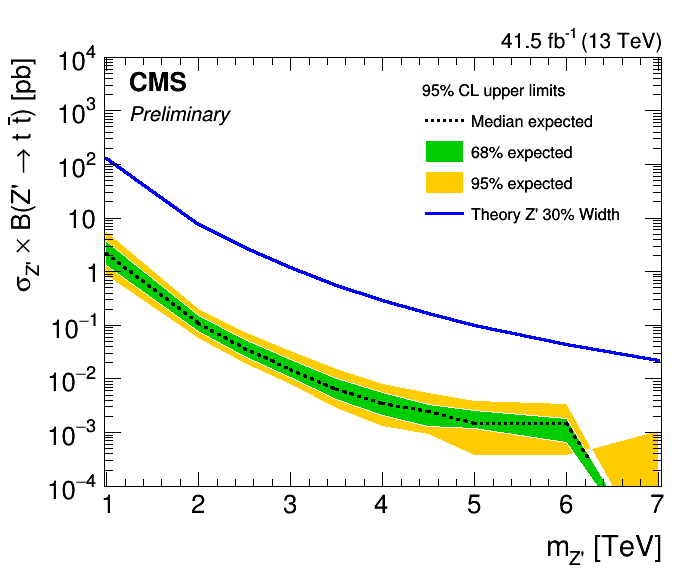 41.5 fb⁻¹ (13 TeV)
CMS
Preliminary
95% CL upper limits
Median expected
68% expected
95% expected
Theory Z' 30% Width
σ_Z' × B(Z' → t t̄) [pb]
10⁴
10³
10²
10
1
10⁻¹
10⁻²
10⁻³
10⁻⁴
1 2 3 4 5 6 7
m_Z' [TeV]